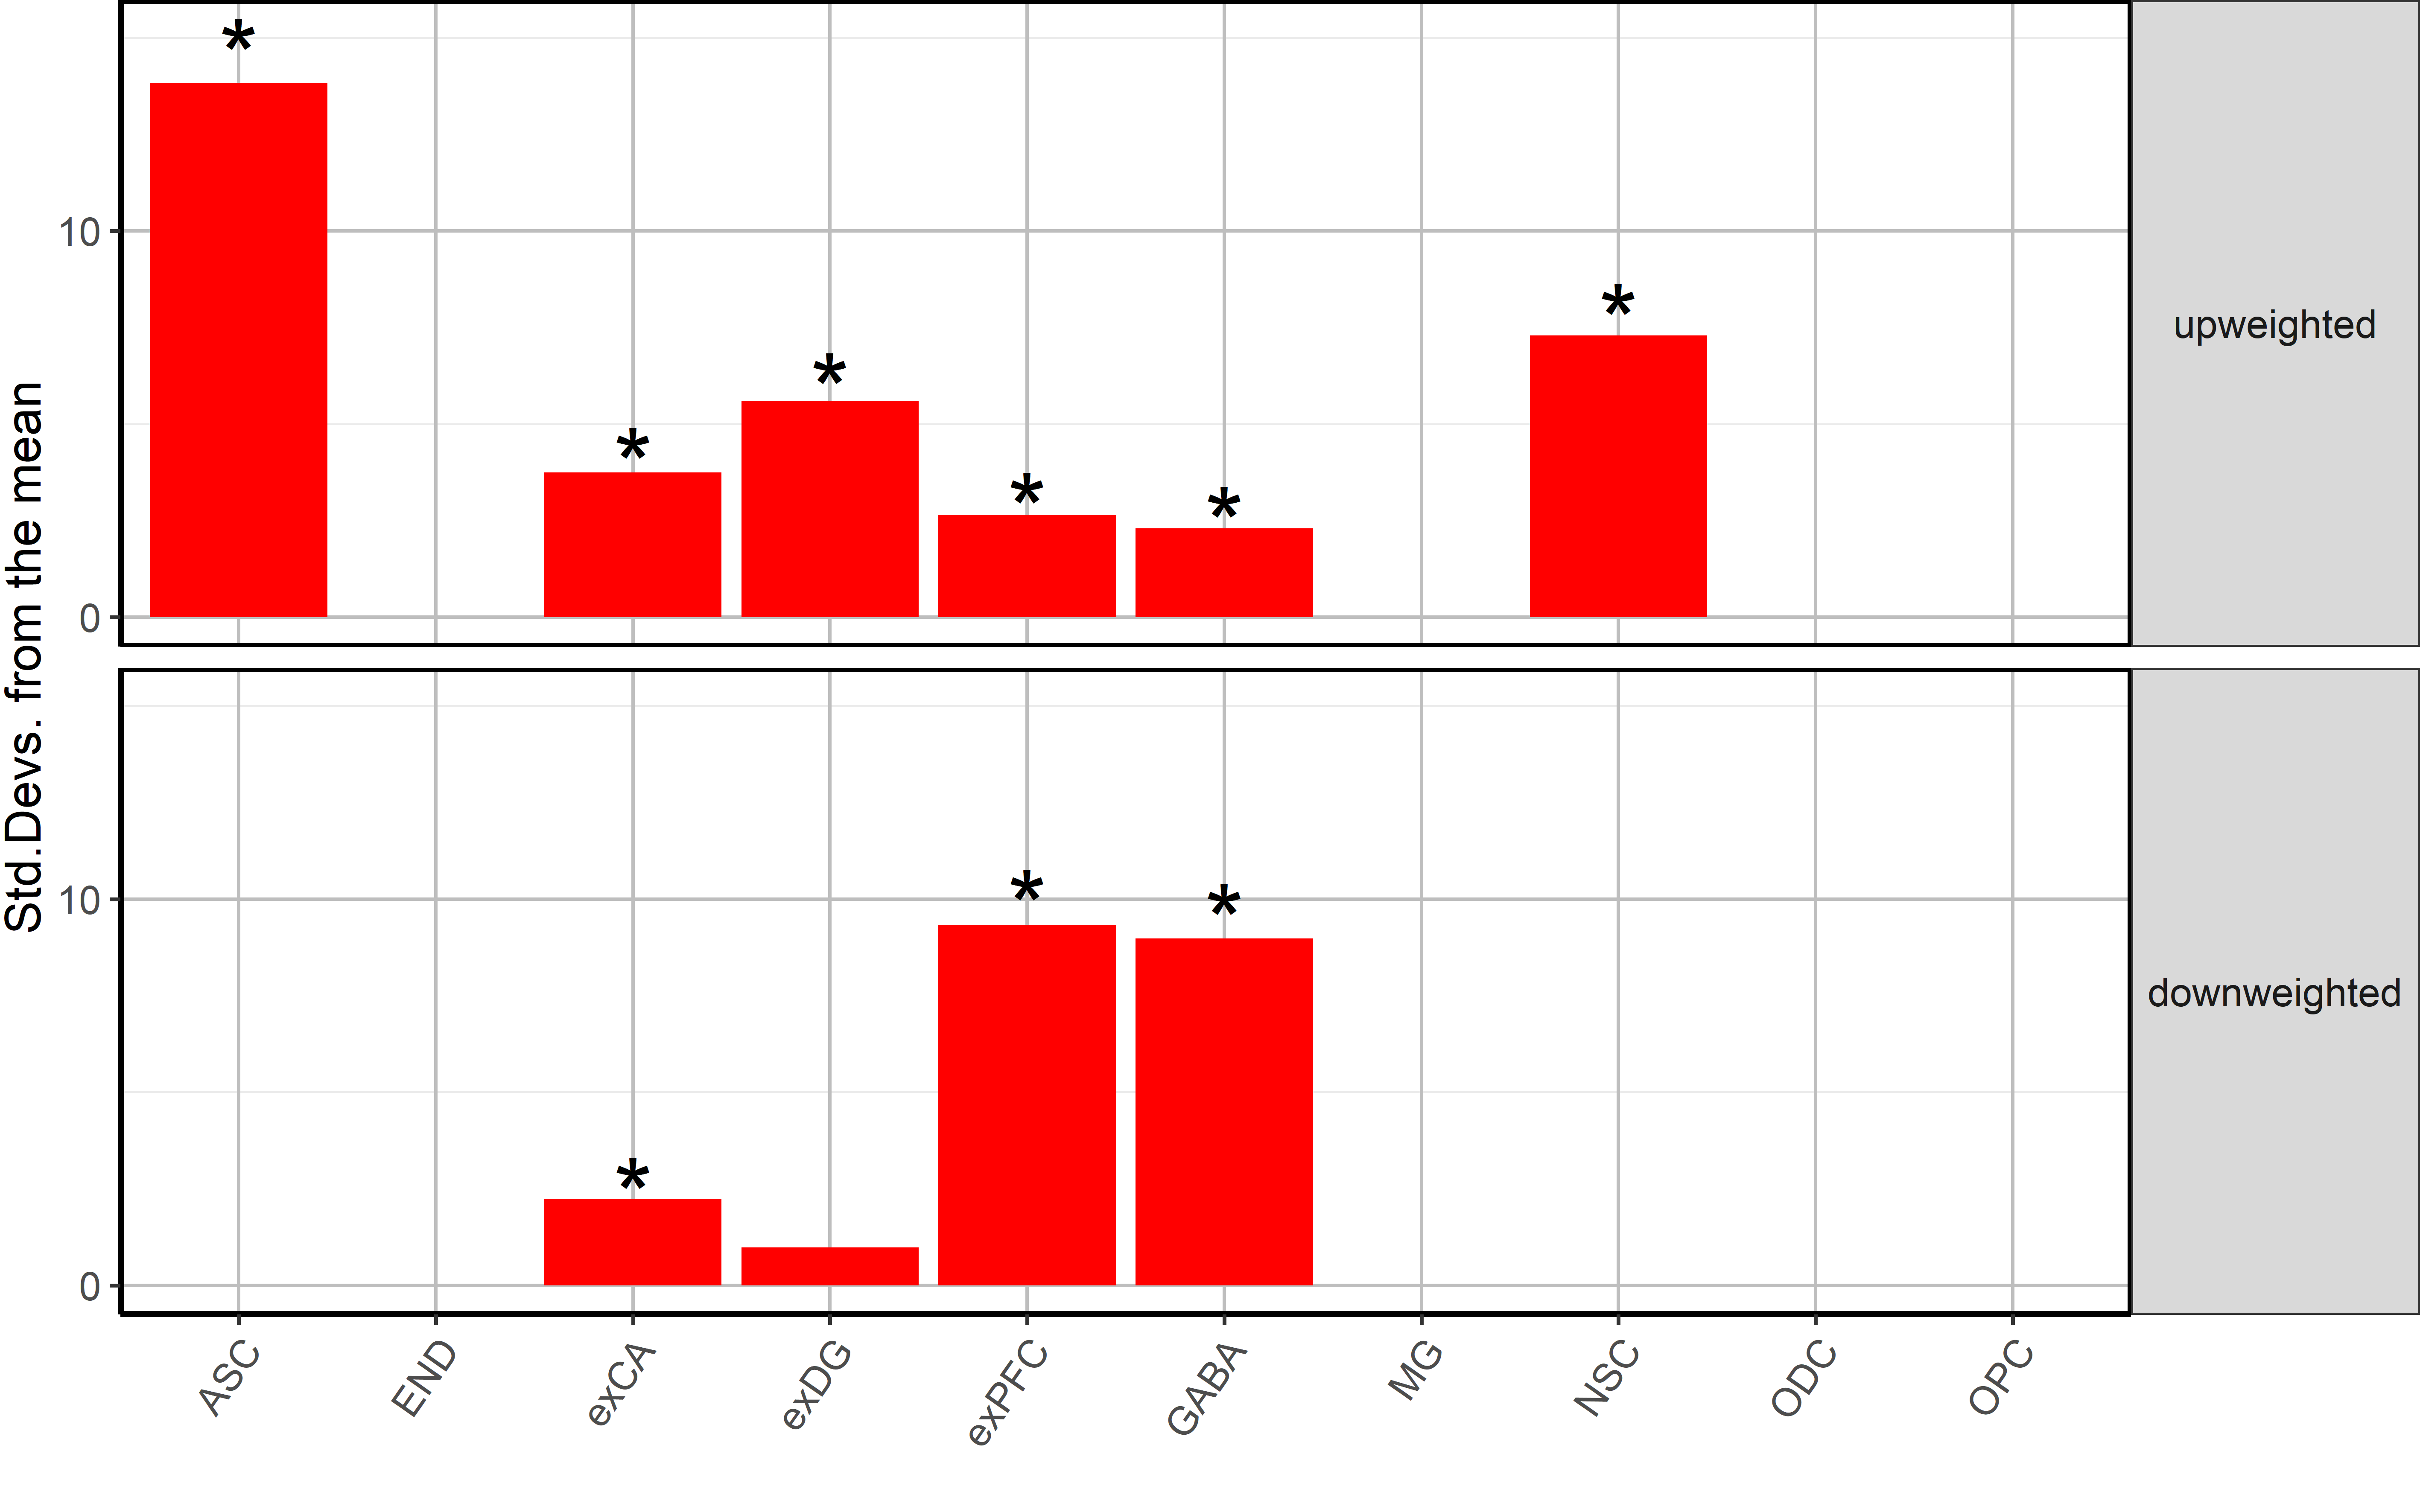 Std.Devs. from the mean
10
0
*
*
*
*
*
*
upweighted
10
0
*
*
*
downweighted
ASC
END
exCA
exDG
exPFC
GABA
MG
NSC
ODC
OPC